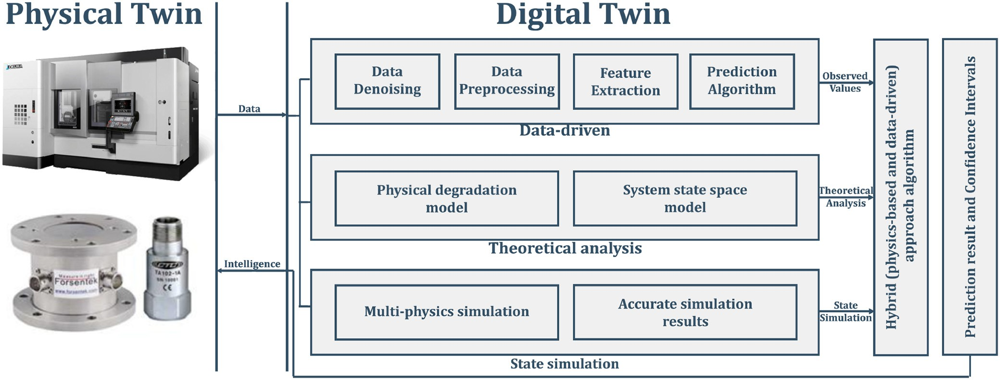 Physical Twin
Digital Twin
OKUMA
Measure it right
Forsentek
www.forsentek.com
CTC
TA102-1A
SN 10001
CE
Data
Intelligence
Data
Denoising
Data
Preprocessing
Feature
Extraction
Prediction
Algorithm
Data-driven
Physical degradation
model
System state space
model
Theoretical analysis
Multi-physics simulation
Accurate simulation
results
State simulation
Observed
Values
Theoretical
Analysis
State
Simulation
Hybrid (physics-based and data-driven)
approach algorithm
Prediction result and Confidence Intervals